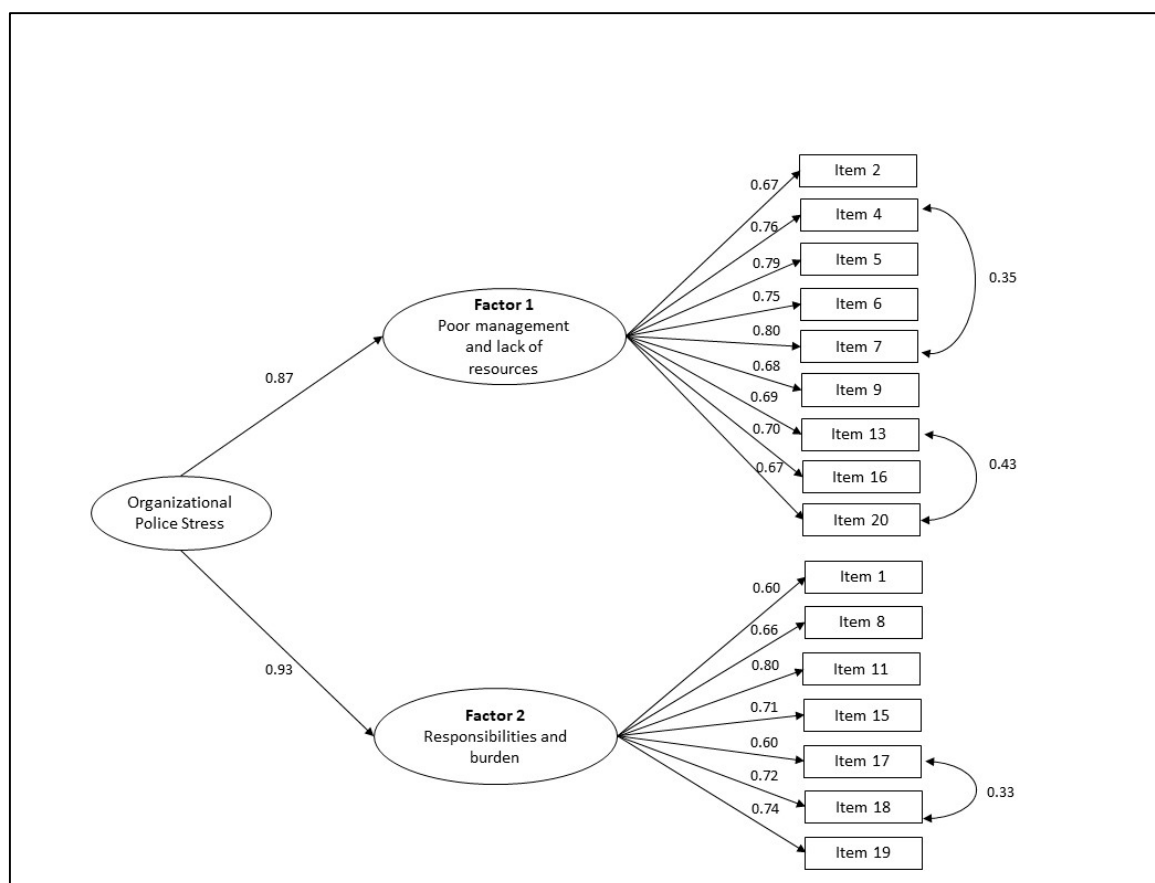 Item 2
0.67
Item 4
0.76
Item 5
0.79
0.35
Factor 1
Poor management
and lack of
resources
0.75
Item 6
0.80
Item 7
0.87
0.68
Item 9
0.69
Item 13
0.70
0.43
Item 16
0.67
Organizational
Police Stress
Item 20
Item 1
0.60
Item 8
0.66
0.93
0.80
Item 11
Factor 2
Responsibilities and
burden
0.71
Item 15
0.60
Item 17
0.72
0.33
Item 18
0.74
Item 19